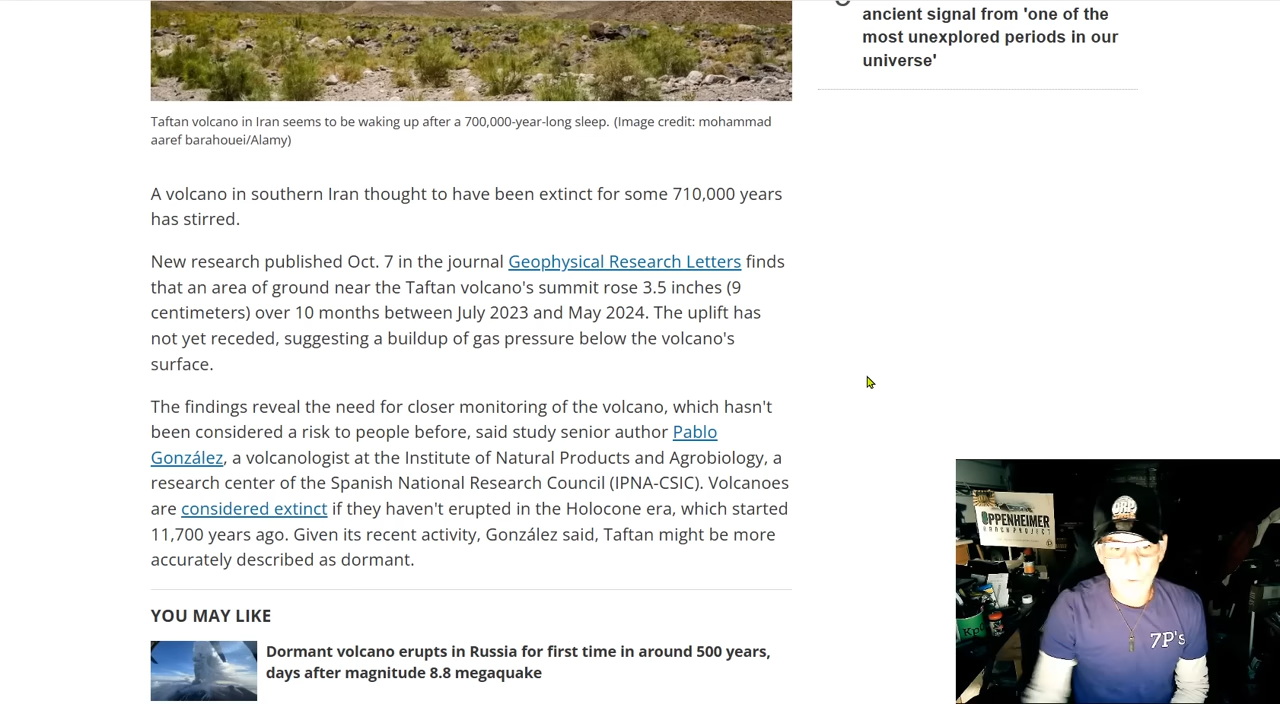 ancient signal from 'one of the
most unexplored periods in our
universe'
Taftan volcano in Iran seems to be waking up after a 700,000-year-long sleep. (Image credit: mohammad
aaref barahouei/Alamy)
A volcano in southern Iran thought to have been extinct for some 710,000 years
has stirred.
New research published Oct. 7 in the journal Geophysical Research Letters finds
that an area of ground near the Taftan volcano's summit rose 3.5 inches (9
centimeters) over 10 months between July 2023 and May 2024. The uplift has
not yet receded, suggesting a buildup of gas pressure below the volcano's
surface.
The findings reveal the need for closer monitoring of the volcano, which hasn't
been considered a risk to people before, said study senior author Pablo
González, a volcanologist at the Institute of Natural Products and Agrobiology, a
research center of the Spanish National Research Council (IPNA-CSIC). Volcanoes
are considered extinct if they haven't erupted in the Holocone era, which started
11,700 years ago. Given its recent activity, González said, Taftan might be more
accurately described as dormant.
YOU MAY LIKE
Dormant volcano erupts in Russia for first time in around 500 years,
days after magnitude 8.8 megaquake
OPPENHEIMER
RANCH PROJECT
ORP
7P's